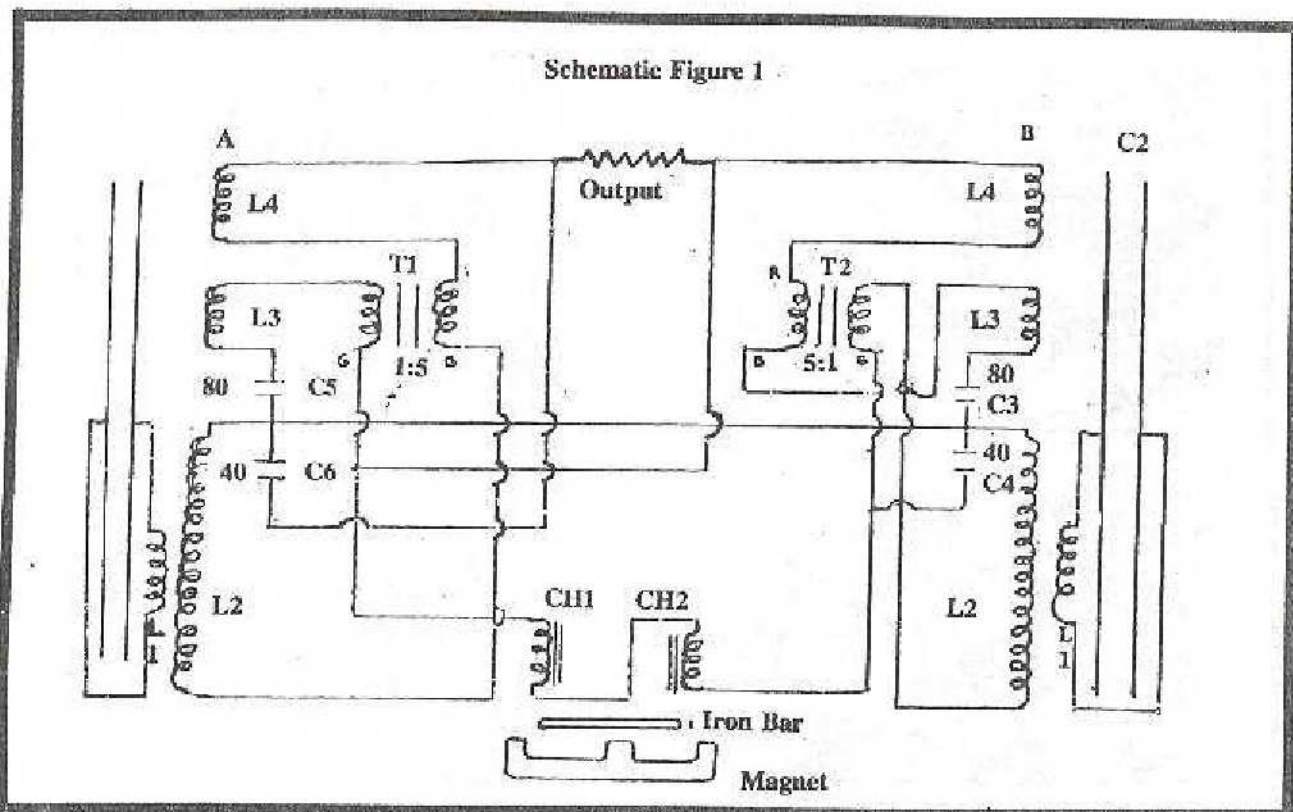 Schematic Figure 1
A
B
C2
L4
Output
L4
T1
T2
L3
L3
1:5
5:1
80
C5
80
C3
40
C6
40
C4
L2
CH1
CH2
L2
Iron Bar
Magnet